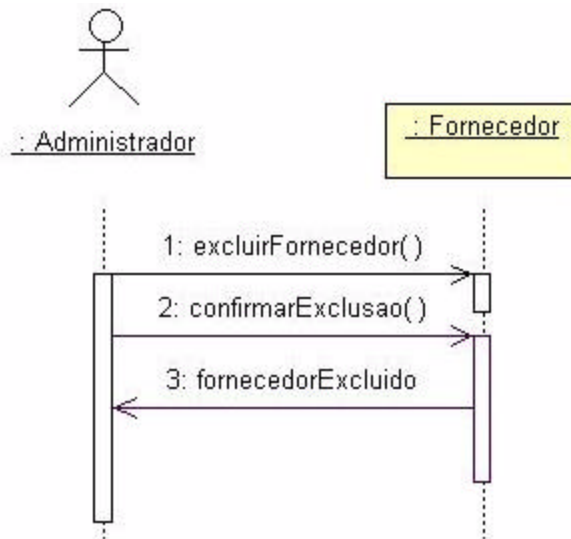 : Administrador
: Fornecedor
1: excluirFornecedor( )
2: confirmarExclusao( )
3: fornecedorExcluido